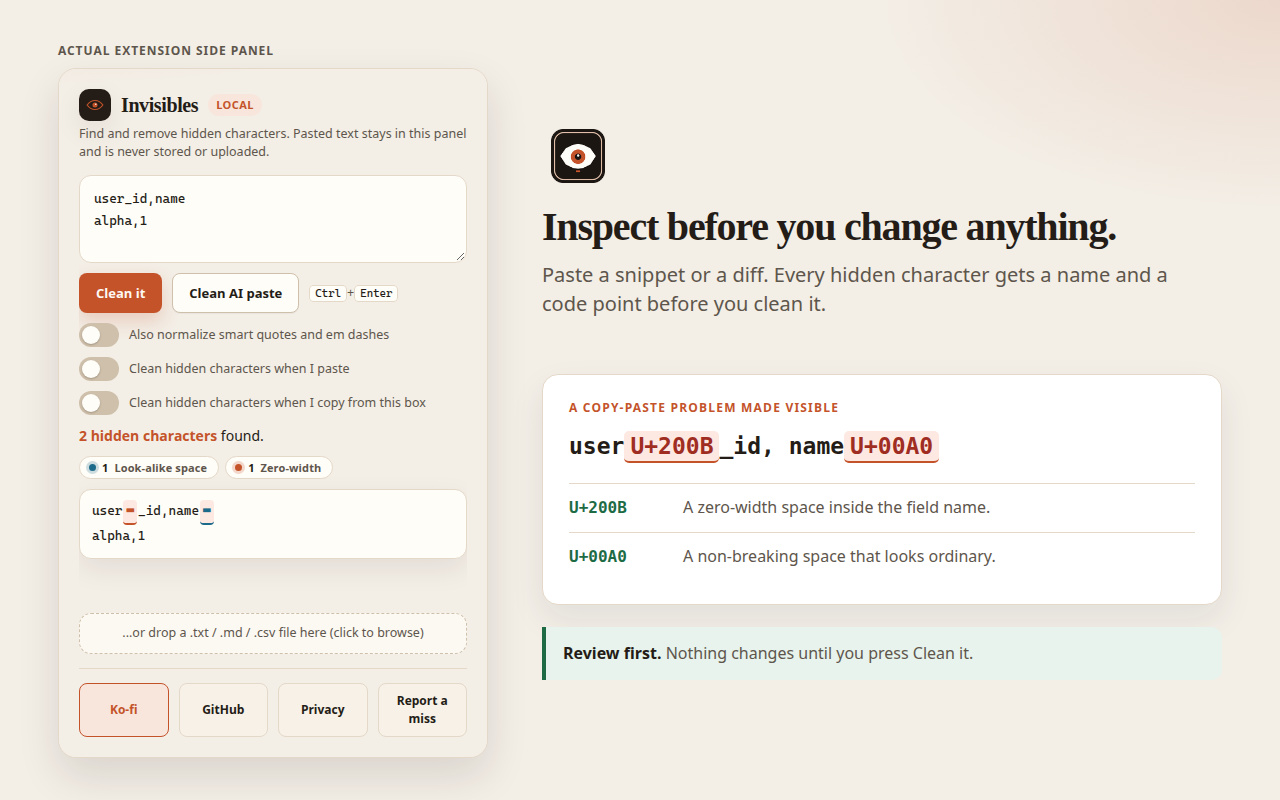 ACTUAL EXTENSION SIDE PANEL
Invisibles LOCAL
Find and remove hidden characters. Pasted text stays in this panel
and is never stored or uploaded.
user_id,name
alpha,1
Clean it Clean AI paste Ctrl+Enter
Also normalize smart quotes and em dashes
Clean hidden characters when I paste
Clean hidden characters when I copy from this box
2 hidden characters found.
1 Look-alike space 1 Zero-width
user_id,name
alpha,1
...or drop a .txt / .md / .csv file here (click to browse)
Ko-fi GitHub Privacy Report a
miss
Inspect before you change anything.
Paste a snippet or a diff. Every hidden character gets a name and a
code point before you clean it.
A COPY-PASTE PROBLEM MADE VISIBLE
userU+200B_id, nameU+00A0
U+200B A zero-width space inside the field name.
U+00A0 A non-breaking space that looks ordinary.
Review first. Nothing changes until you press Clean it.